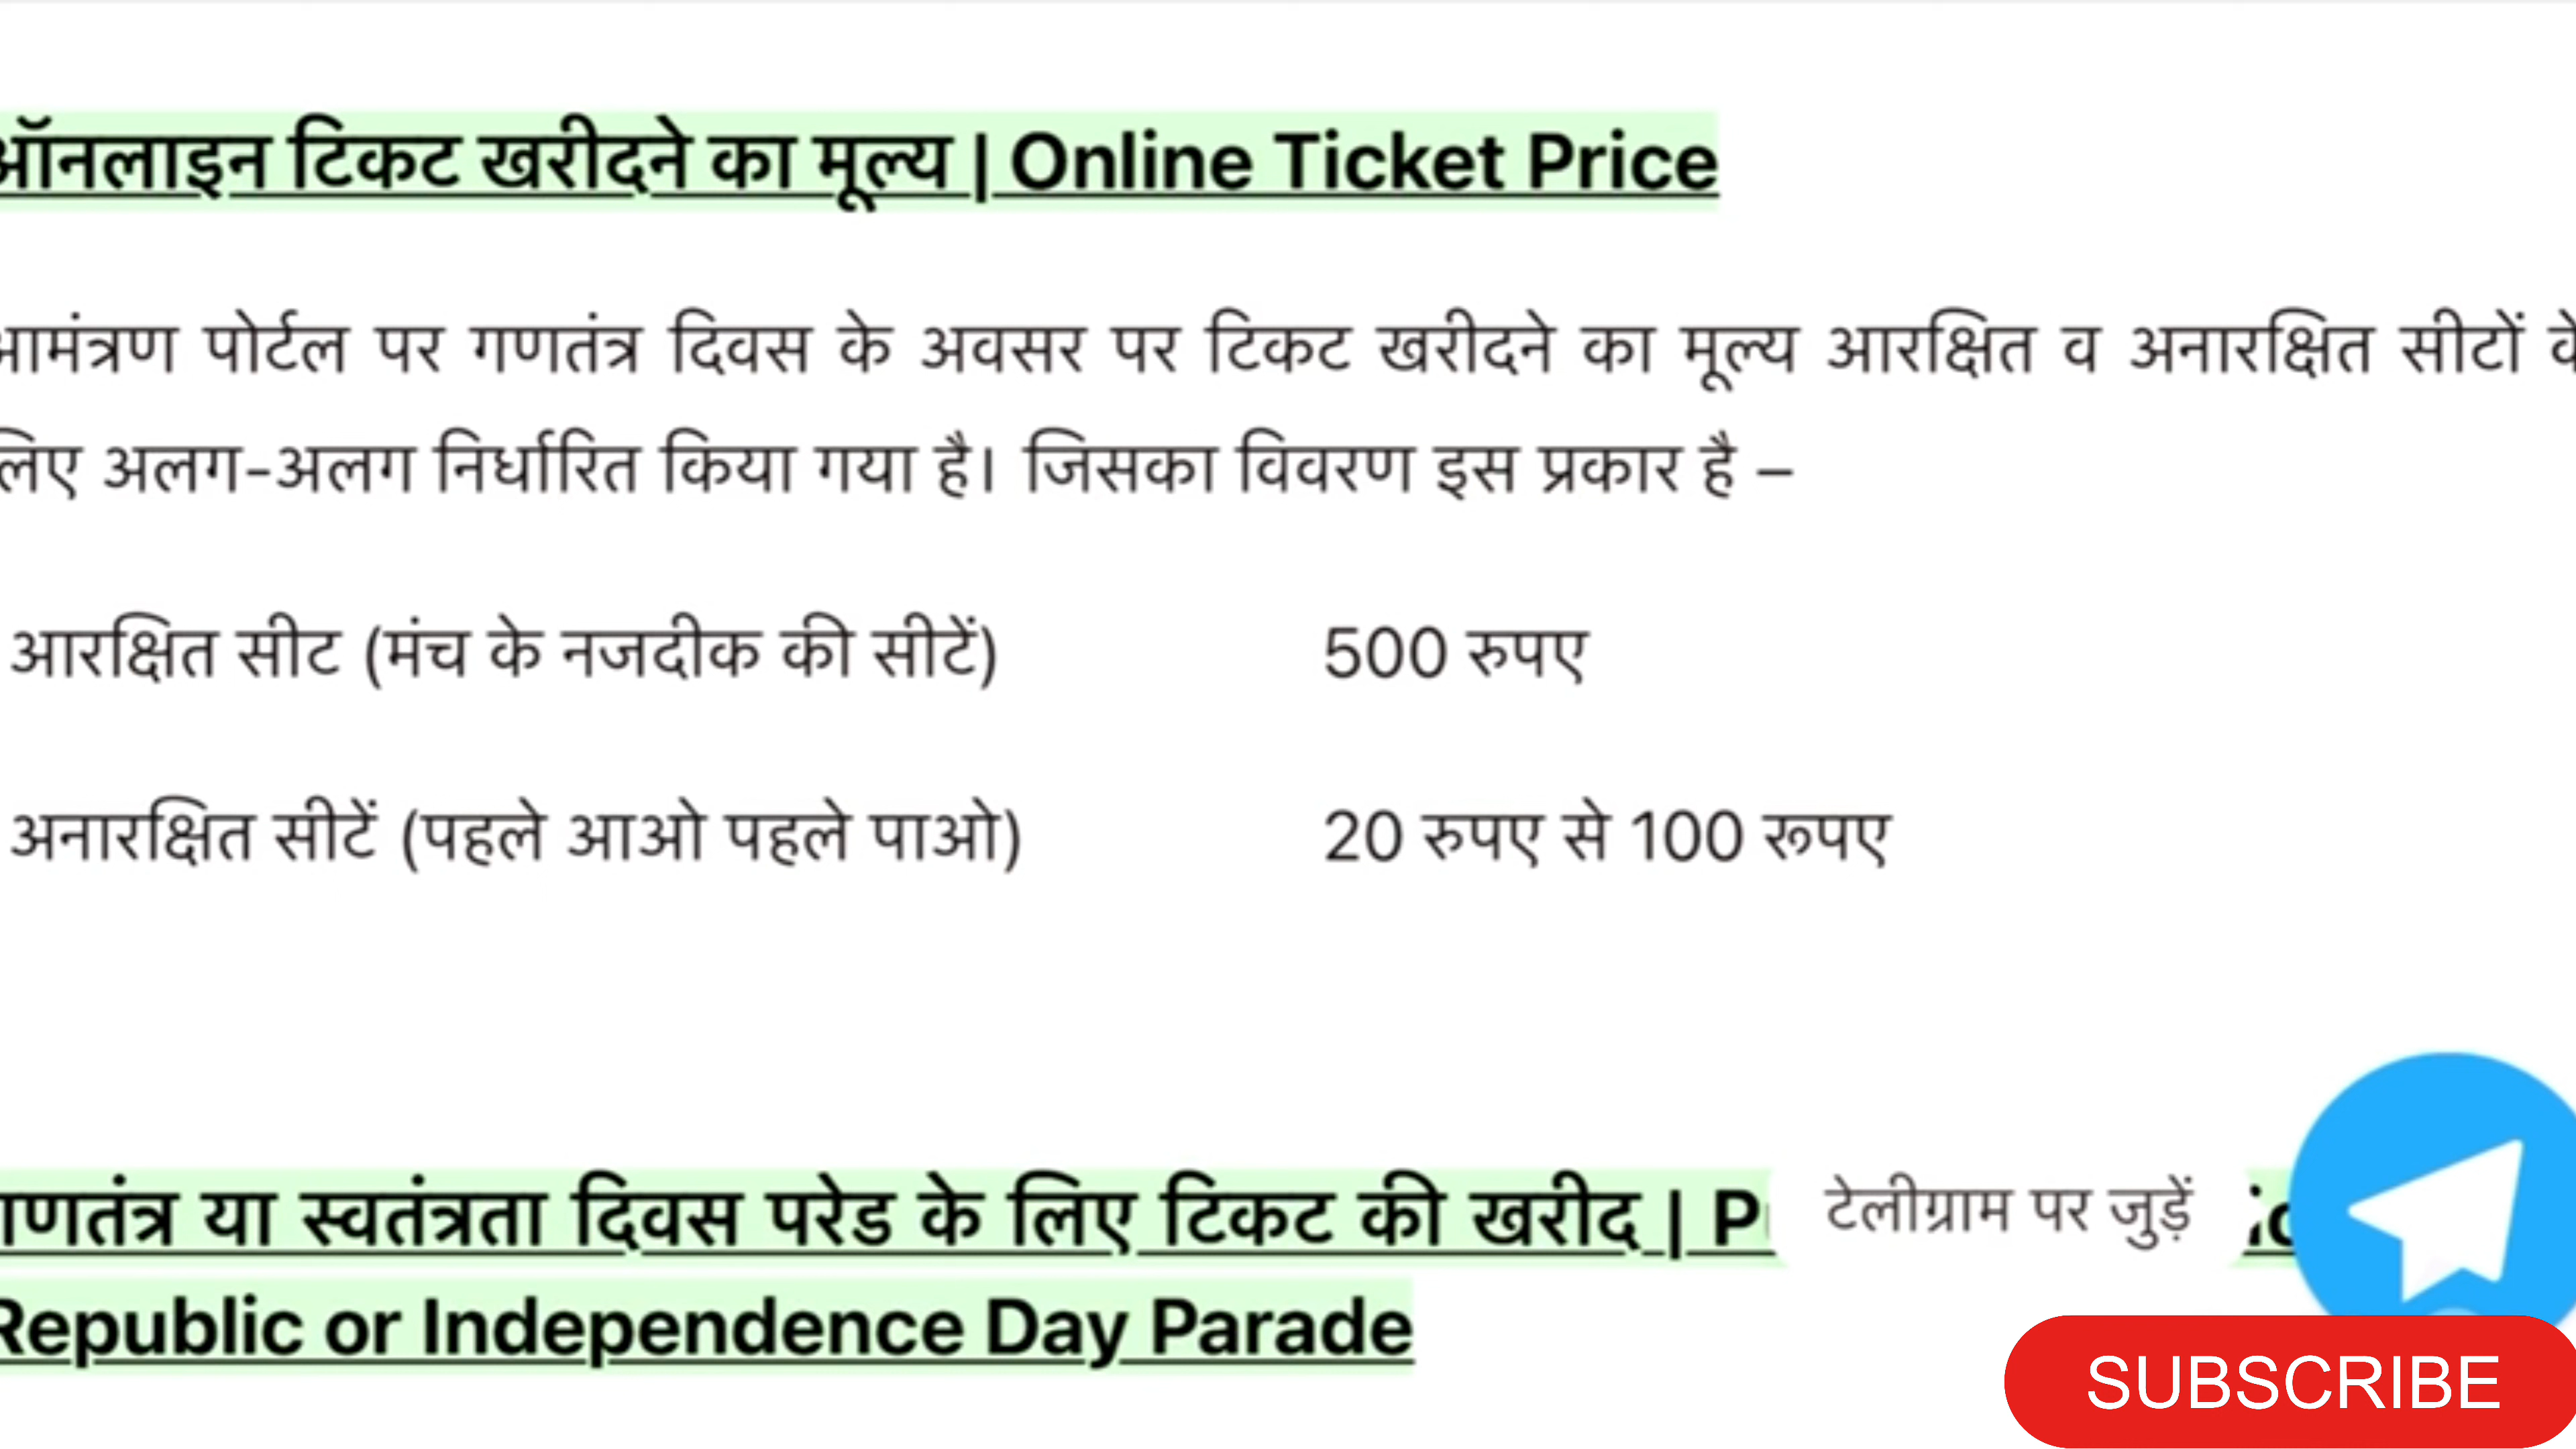 ऑनलाइन टिकट खरीदने का मूल्य | Online Ticket Price
आमंत्रण पोर्टल पर गणतंत्र दिवस के अवसर पर टिकट खरीदने का मूल्य आरक्षित व अनारक्षित सीटों के
लिए अलग-अलग निर्धारित किया गया है। जिसका विवरण इस प्रकार है –
आरक्षित सीट (मंच के नजदीक की सीटें) 500 रुपए
अनारक्षित सीटें (पहले आओ पहले पाओ) 20 रुपए से 100 रूपए
गणतंत्र या स्वतंत्रता दिवस परेड के लिए टिकट की खरीद |
टेलीग्राम पर जुड़ें
Republic or Independence Day Parade
SUBSCRIBE